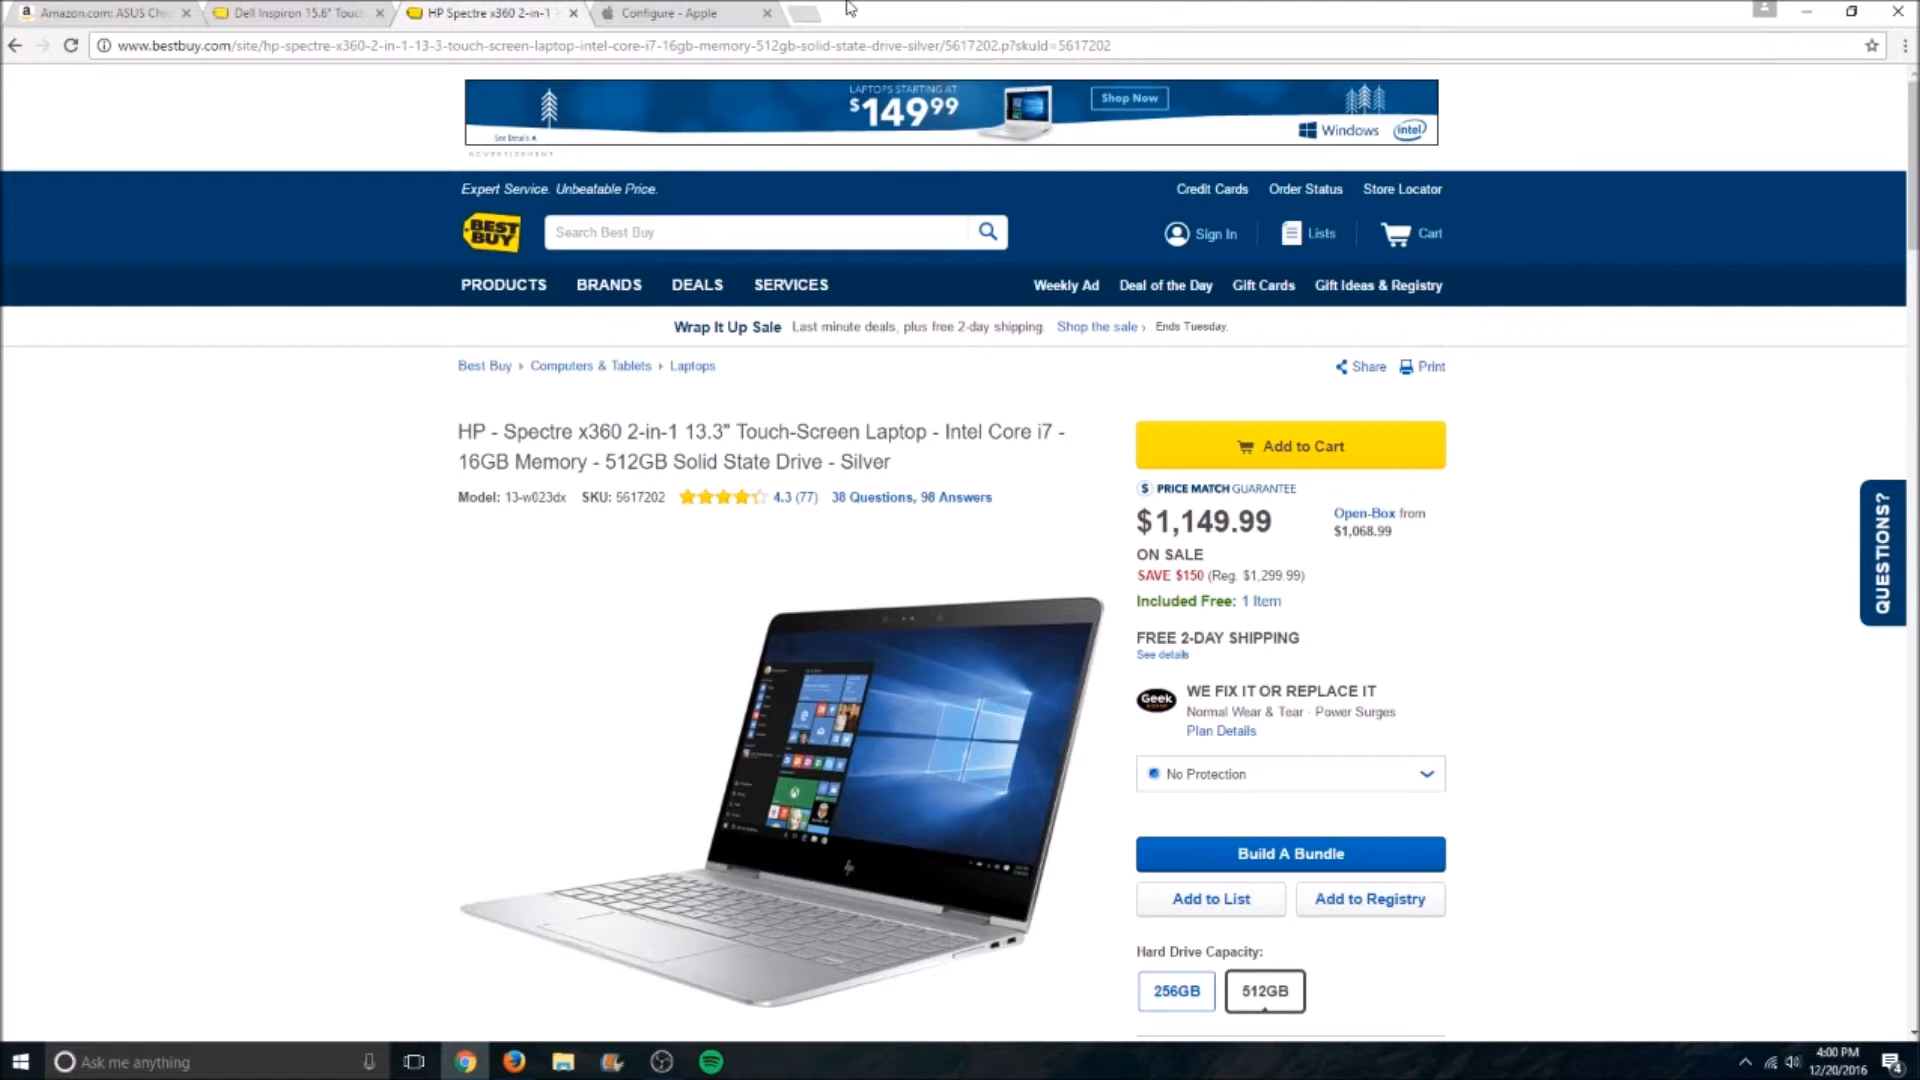 Amazon.com: ASUS Chro
Dell Inspiron 15.6" Touc
HP Spectre x360 2-in-1
Configure - Apple
www.bestbuy.com/site/hp-spectre-x360-2-in-1-13-3-touch-screen-laptop-intel-core-i7-16gb-memory-512gb-solid-state-drive-silver/5617202.p?skuId=5617202
LAPTOPS STARTING AT
$149⁹⁹
Shop Now
See Details
Windows
intel
ADVERTISEMENT
Expert Service. Unbeatable Price.
Credit Cards
Order Status
Store Locator
BEST BUY
Search Best Buy
Sign In
Lists
Cart
PRODUCTS
BRANDS
DEALS
SERVICES
Weekly Ad
Deal of the Day
Gift Cards
Gift Ideas & Registry
Wrap It Up Sale Last minute deals, plus free 2-day shipping Shop the sale › Ends Tuesday.
Best Buy
Computers & Tablets
Laptops
Share
Print
HP - Spectre x360 2-in-1 13.3" Touch-Screen Laptop - Intel Core i7 -
16GB Memory - 512GB Solid State Drive - Silver
Model: 13-w023dx SKU: 5617202 4.3 (77) 38 Questions, 98 Answers
Add to Cart
PRICE MATCH GUARANTEE
$1,149.99
Open-Box from
$1,068.99
ON SALE
SAVE $150 (Reg. $1,299.99)
Included Free: 1 Item
FREE 2-DAY SHIPPING
See details
Geek
WE FIX IT OR REPLACE IT
Normal Wear & Tear · Power Surges
Plan Details
No Protection
Build A Bundle
Add to List
Add to Registry
Hard Drive Capacity:
256GB
512GB
QUESTIONS?
hp
Ask me anything
4:00 PM
12/20/2016
4